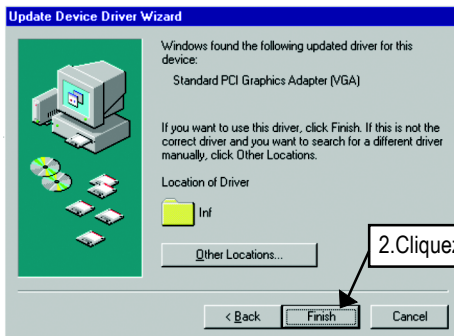 Update Device Driver Wizard
Windows found the following updated driver for this
device:
Standard PCI Graphics Adapter (VGA)
If you want to use this driver, click Finish. If this is not the
correct driver and you want to search for a different driver
manually, click Other Locations.
Location of Driver
Inf
Other Locations...
2.Cliquez
< Back
Finish
Cancel